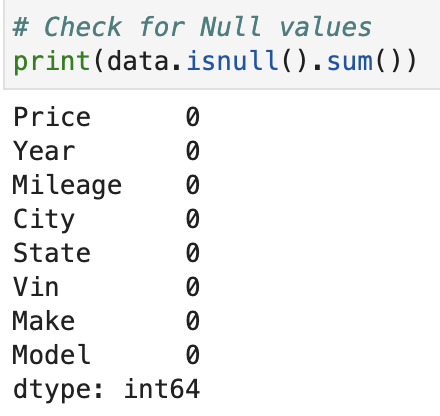 # Check for Null values
print(data.isnull().sum())
Price      0
Year       0
Mileage    0
City       0
State      0
Vin        0
Make       0
Model      0
dtype: int64